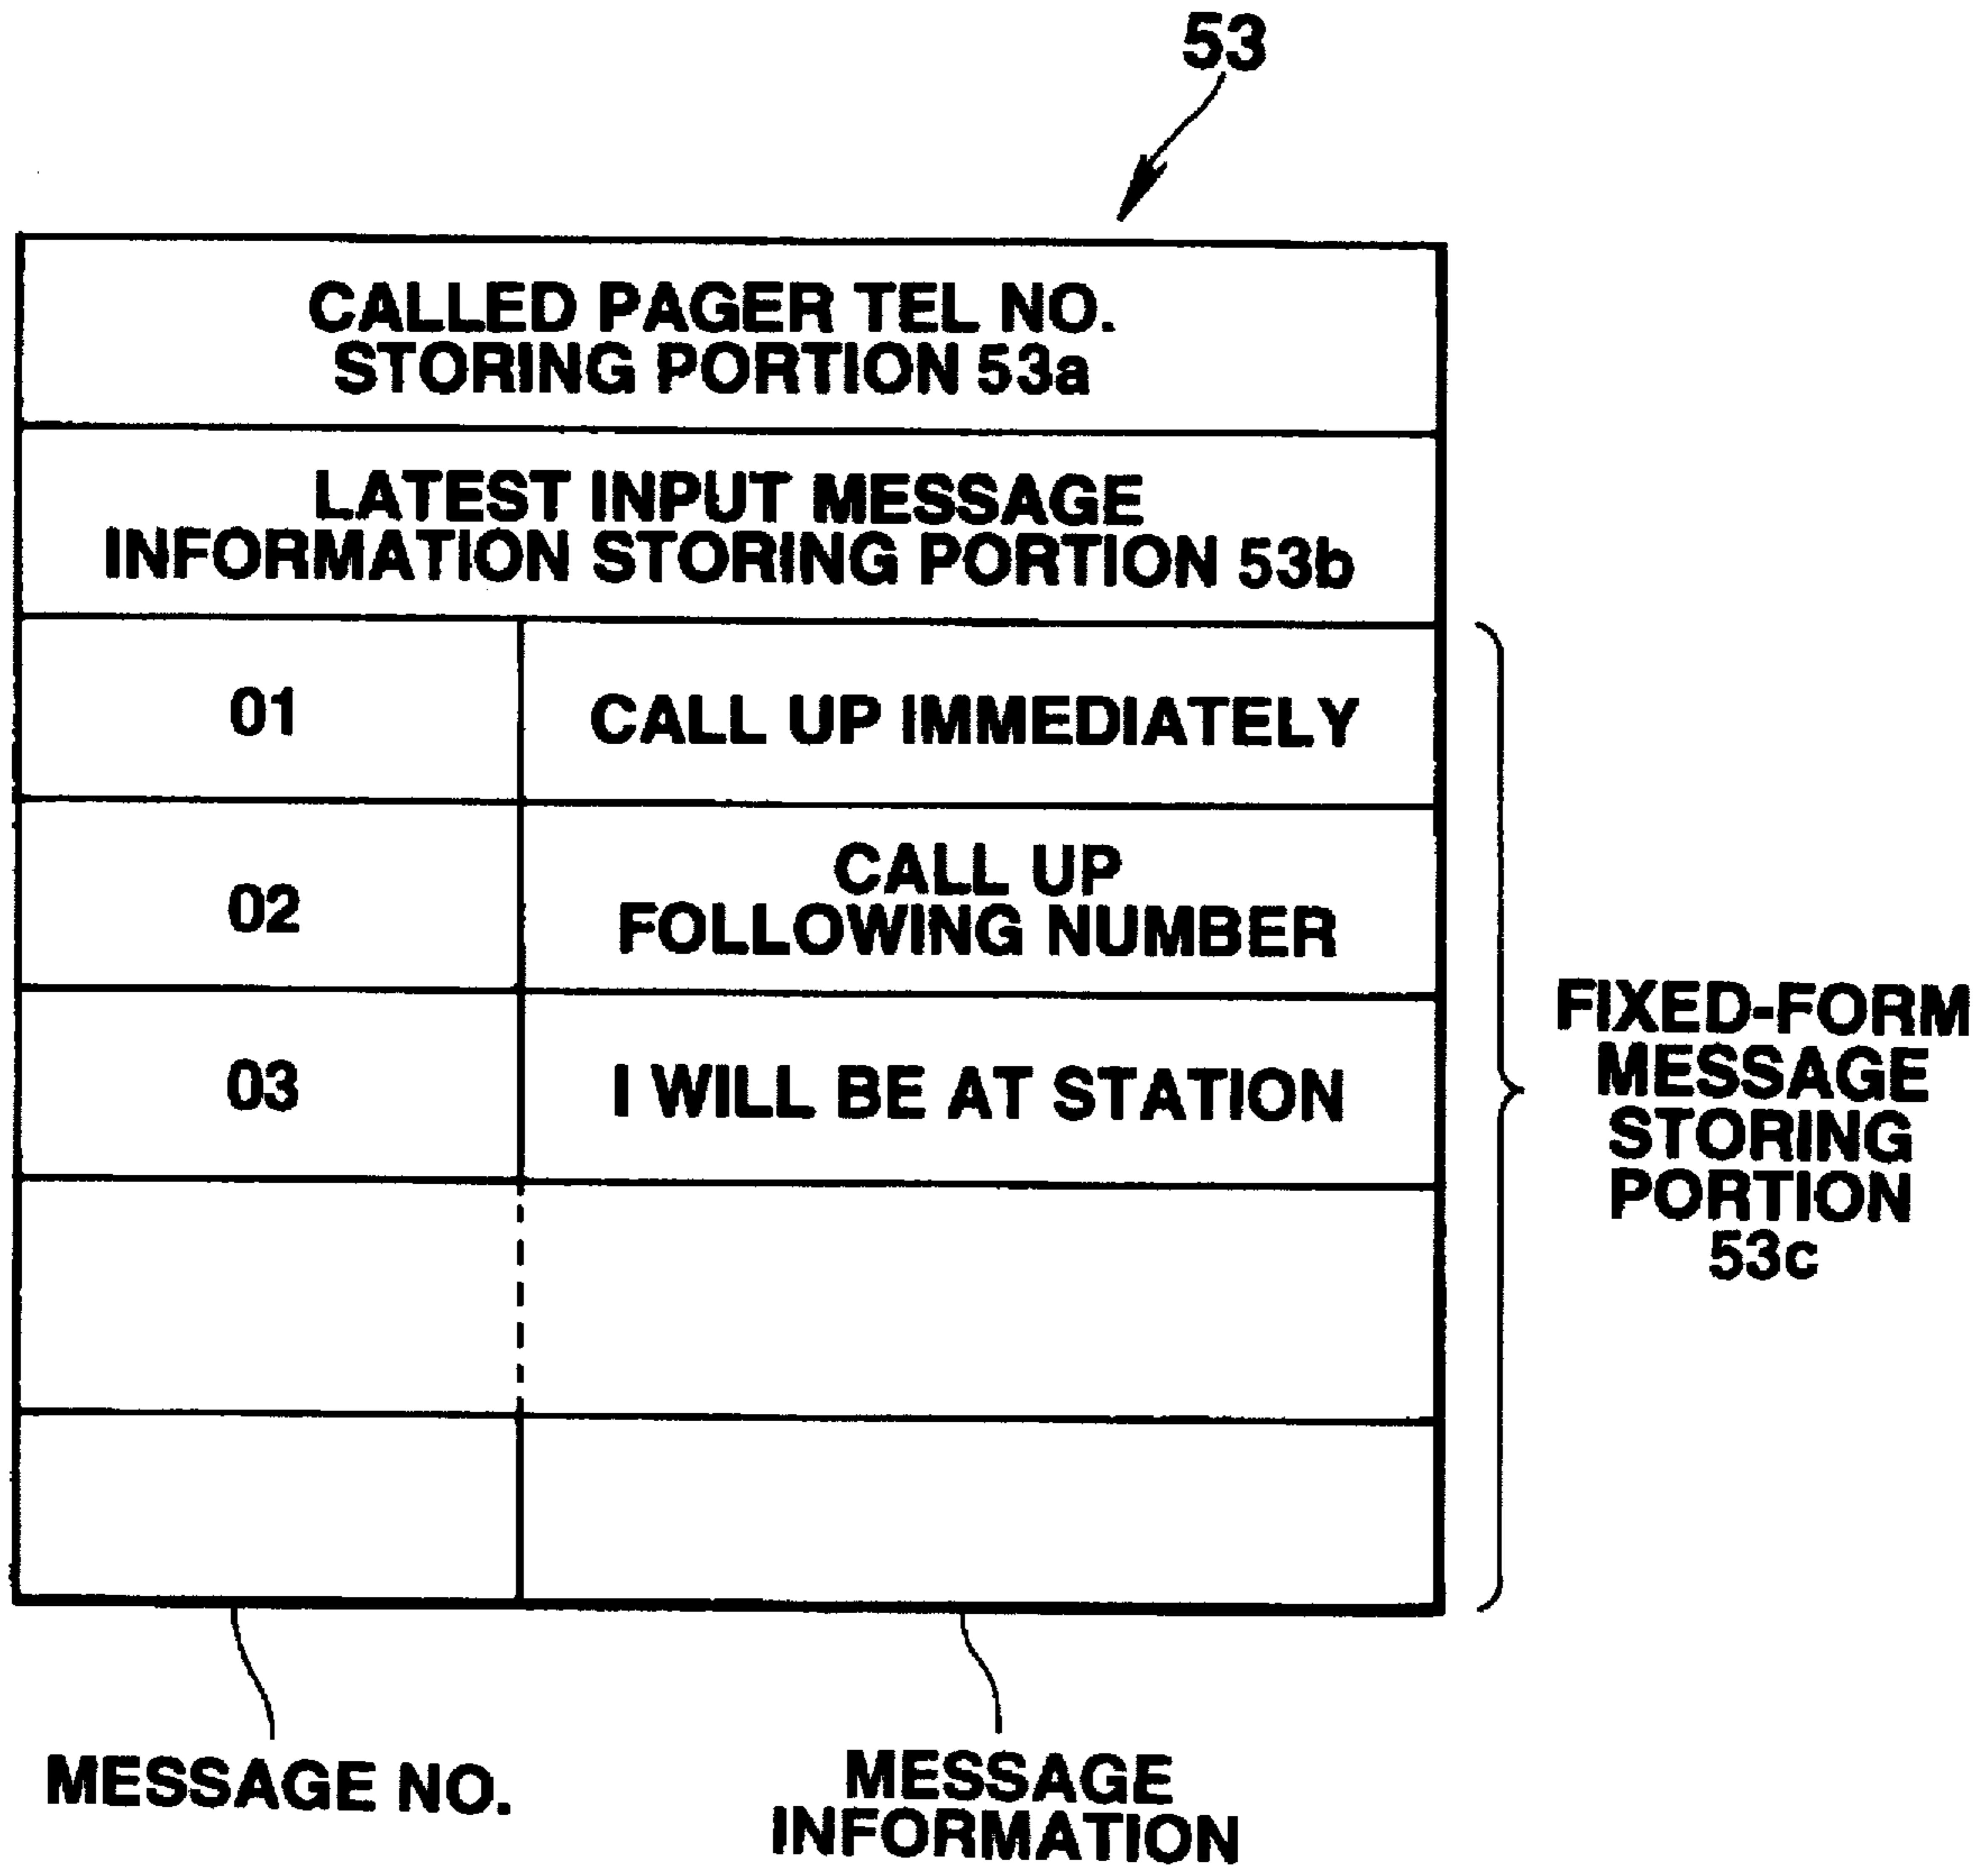 53
CALLED PAGER TEL NO.
STORING PORTION 53a
LATEST INPUT MESSAGE
INFORMATION STORING PORTION 53b
01
CALL UP IMMEDIATELY
02
CALL UP
FOLLOWING NUMBER
03
I WILL BE AT STATION
FIXED-FORM
MESSAGE
STORING
PORTION
53c
MESSAGE NO.
MESSAGE
INFORMATION